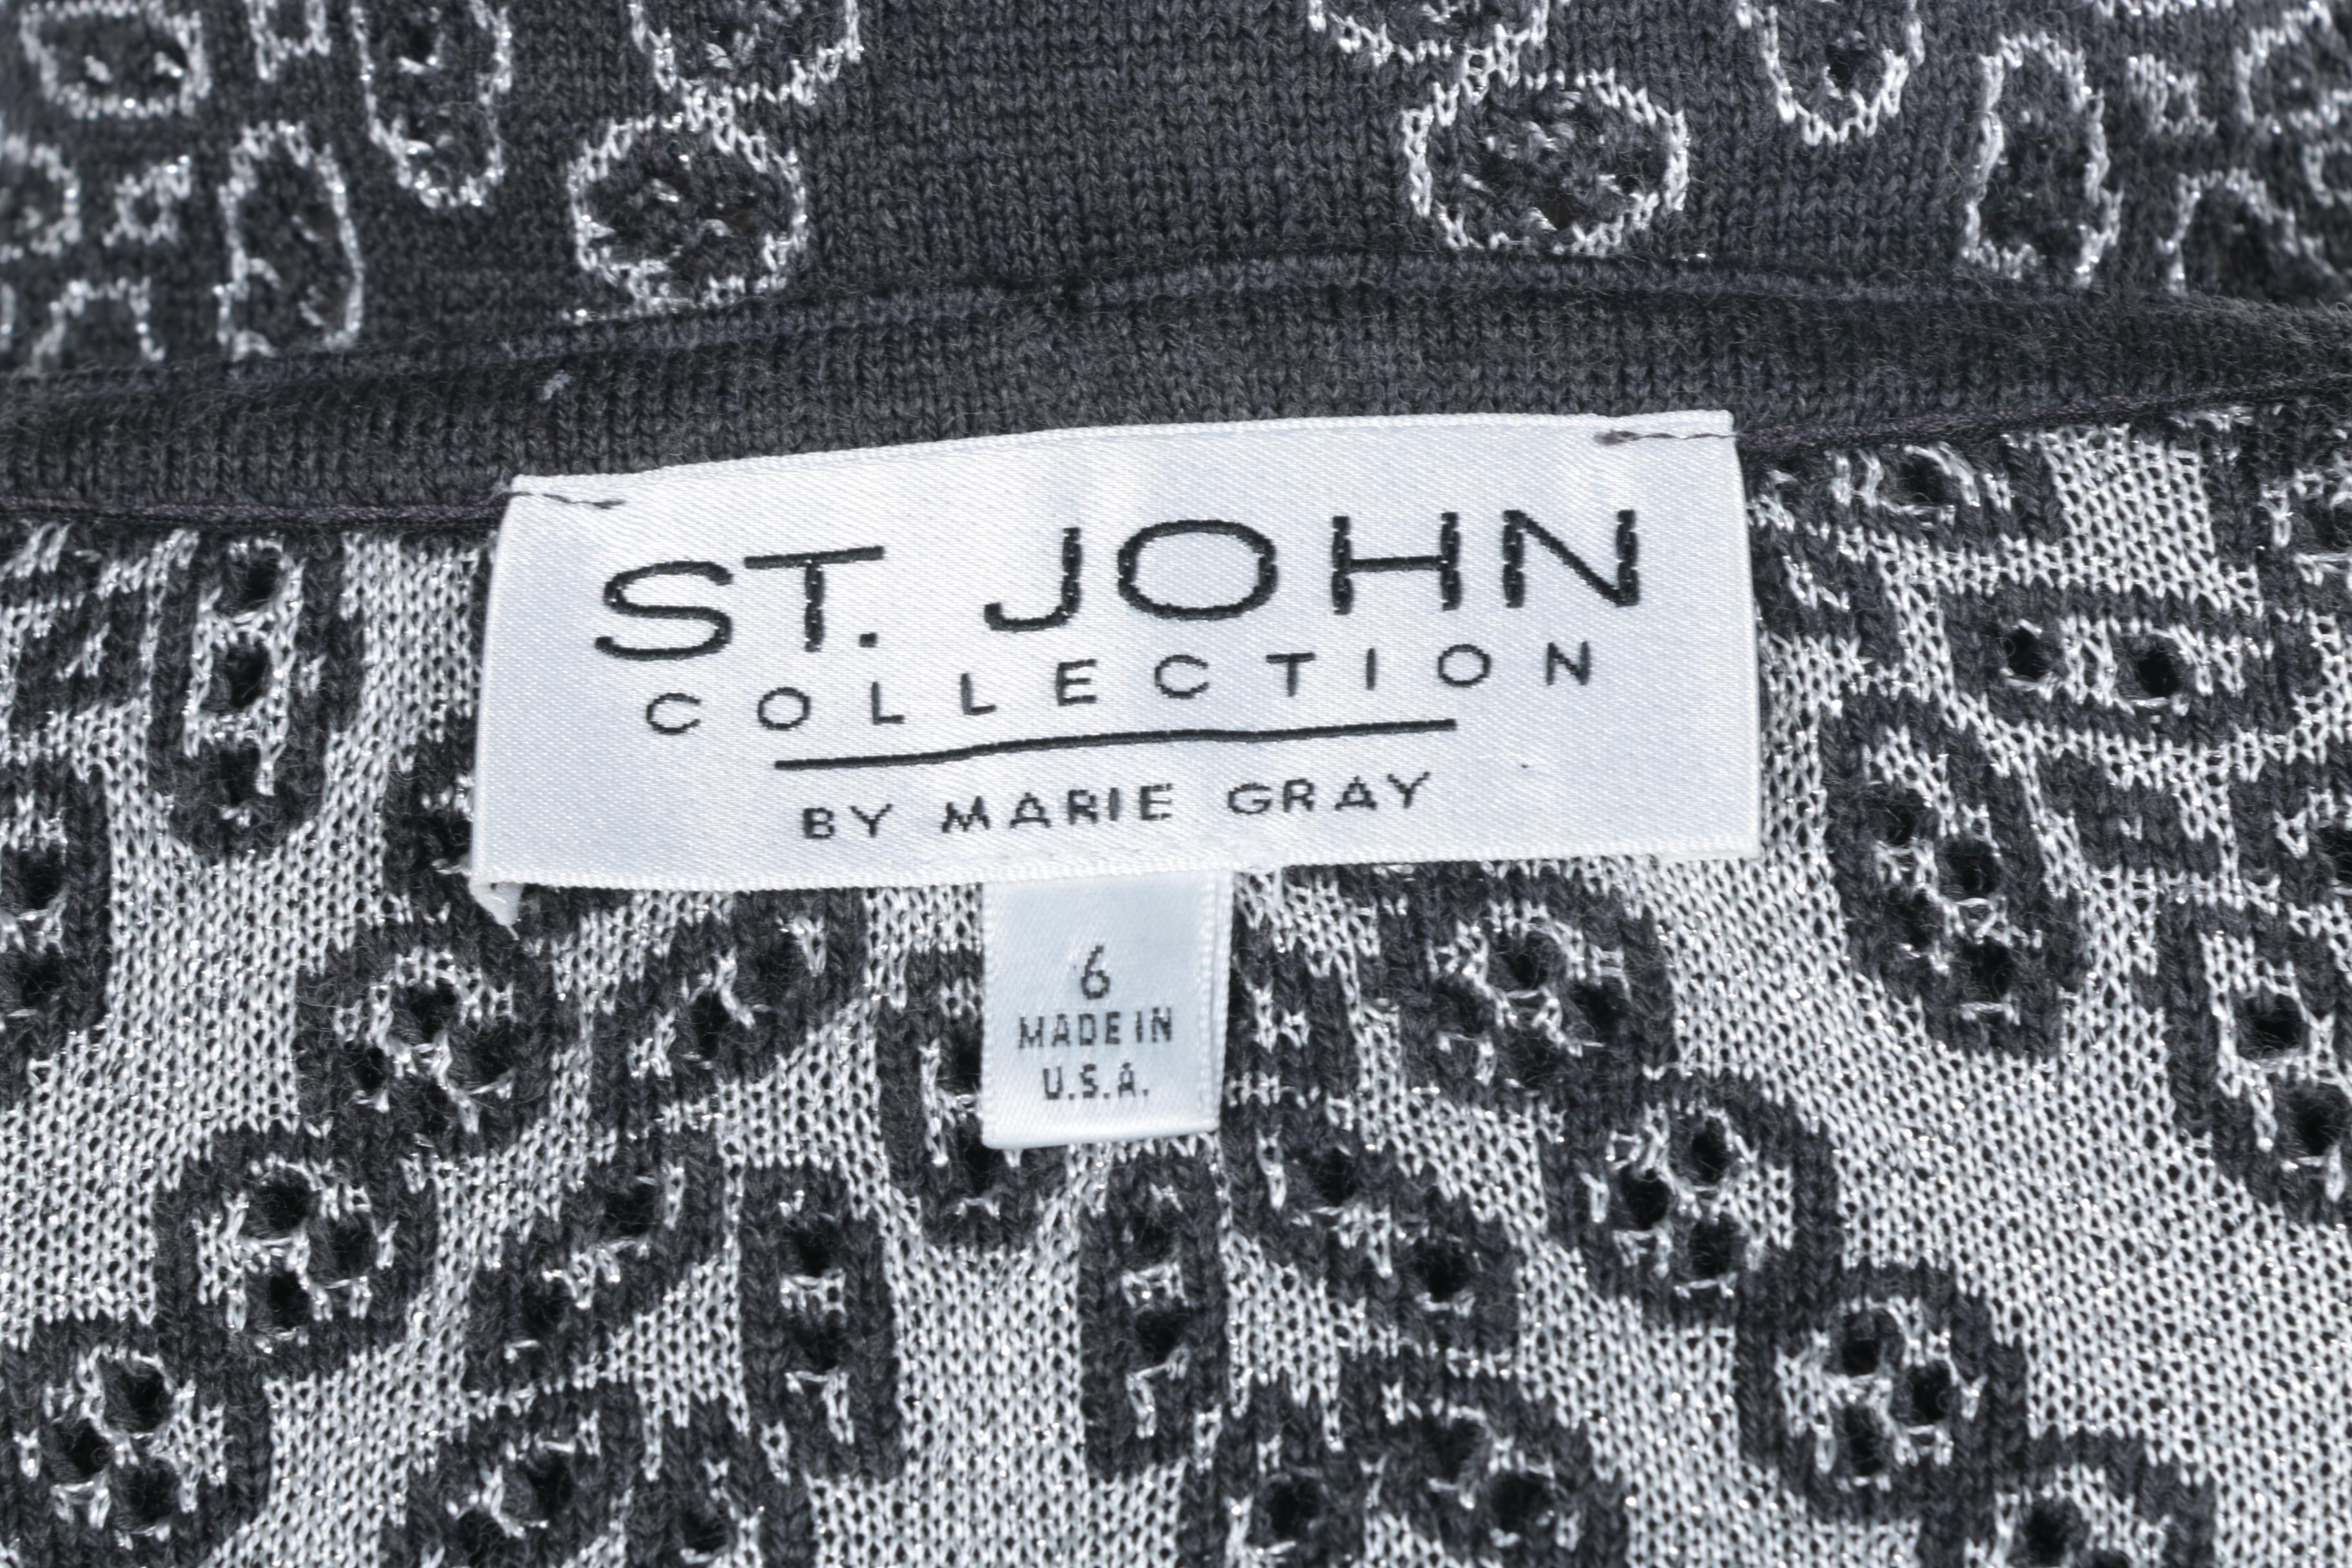 ST. JOHN
COLLECTION
BY MARIE GRAY
6
MADE IN
U.S.A.